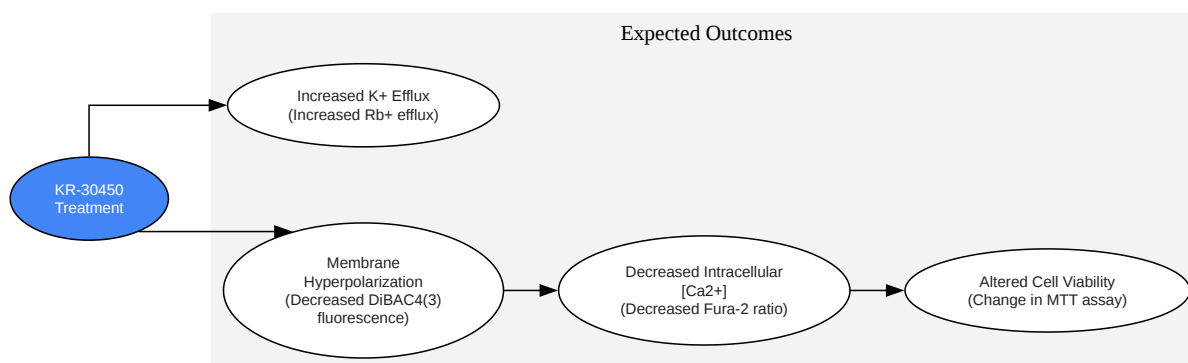 Expected Outcomes
Increased K+ Efflux
(Increased Rb+ efflux)
KR-30450
Treatment
Membrane
Hyperpolarization
(Decreased DiBAC4(3)
fluorescence)
Decreased Intracellular
[Ca2+]
(Decreased Fura-2 ratio)
Altered Cell Viability
(Change in MTT assay)